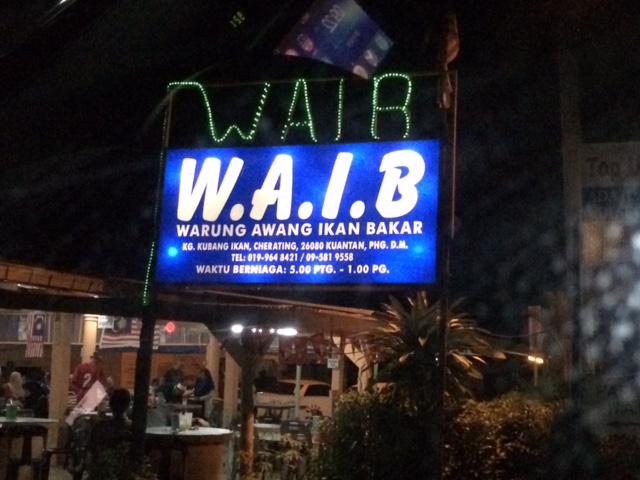 WAIB
W.A.I.B
WARUNG AWANG IKAN BAKAR
KG. KUBANG IKAN, CHERATING, 26080 KUANTAN, PHG. D.M.
TEL: 019-964 8421 / 09-581 9558
WAKTU BERNIAGA: 5.00 PTG. - 1.00 PG.